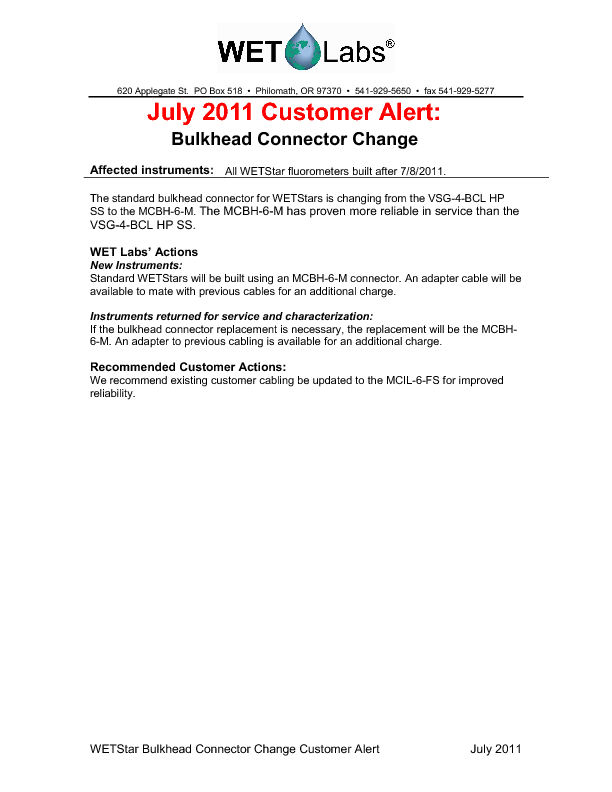 WET Labs®
620 Applegate St. PO Box 518 • Philomath, OR 97370 • 541-929-5650 • fax 541-929-5277
July 2011 Customer Alert:
Bulkhead Connector Change
Affected instruments: All WETStar fluorometers built after 7/8/2011.
The standard bulkhead connector for WETStars is changing from the VSG-4-BCL HP
SS to the MCBH-6-M. The MCBH-6-M has proven more reliable in service than the
VSG-4-BCL HP SS.
WET Labs' Actions
New Instruments:
Standard WETStars will be built using an MCBH-6-M connector. An adapter cable will be
available to mate with previous cables for an additional charge.
Instruments returned for service and characterization:
If the bulkhead connector replacement is necessary, the replacement will be the MCBH-
6-M. An adapter to previous cabling is available for an additional charge.
Recommended Customer Actions:
We recommend existing customer cabling be updated to the MCIL-6-FS for improved
reliability.
WETStar Bulkhead Connector Change Customer Alert July 2011